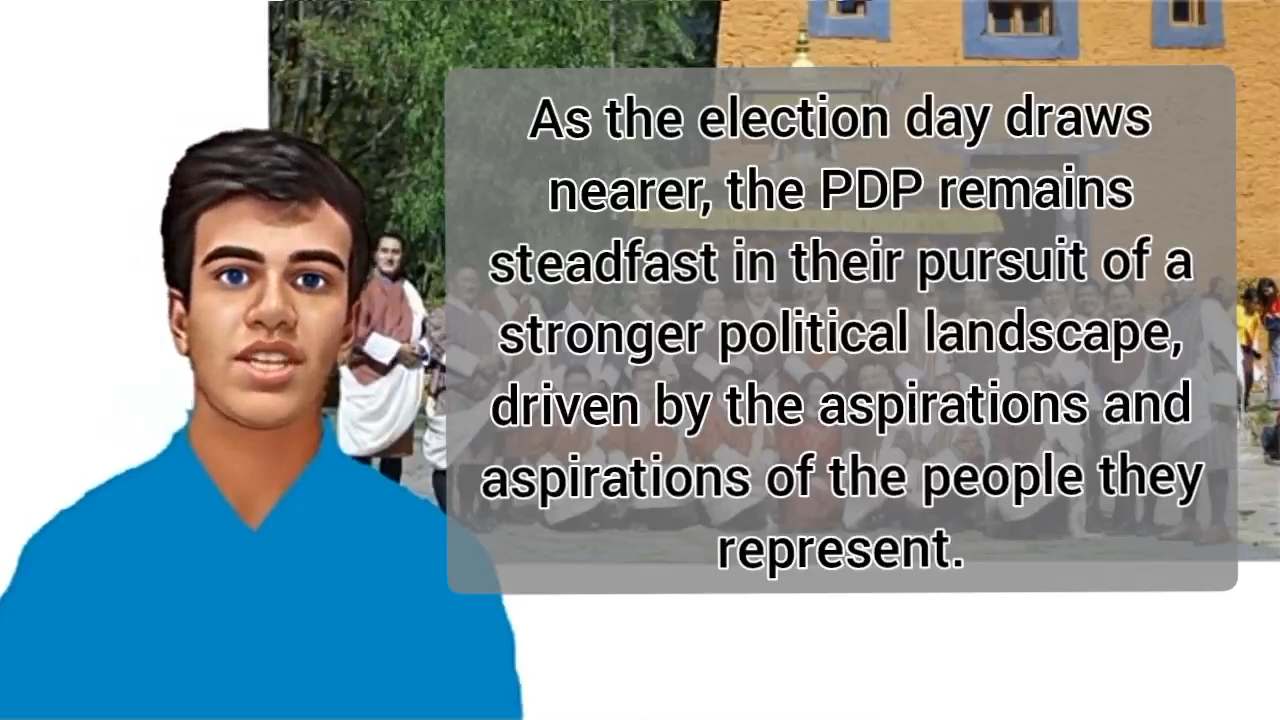 As the election day draws
nearer, the PDP remains
steadfast in their pursuit of a
stronger political landscape,
driven by the aspirations and
aspirations of the people they
represent.